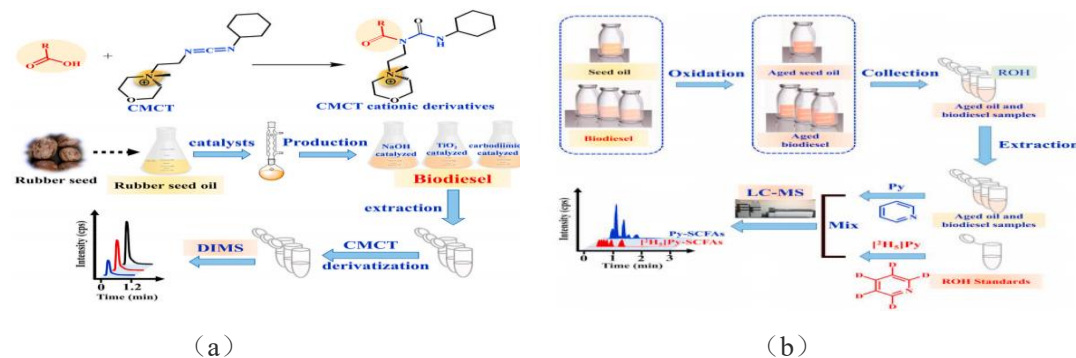 R
O
OH
+
N=C=N
N
⊕
O
CMCT
R
O
O
N
N
H
N
⊕
O
CMCT cationic derivatives
Rubber seed
Rubber seed oil
catalysts
Production
NaOH
catalyzed
TiO₂
catalyzed
carbodiimide
catalyzed
Biodiesel
extraction
CMCT
derivatization
DIMS
Intensity (cps)
0 1.2
Time (min)
(a)
Seed oil
Biodiesel
Oxidation
Aged seed oil
Aged
biodiesel
Collection
ROH
Aged oil and
biodiesel samples
Extraction
Aged oil and
biodiesel samples
Py
N
Mix
LC-MS
[²H₅]Py
D
D
D
D
D
N
ROH Standards
Intensity (cps)
Py-SCFAs
[²H₅]Py-SCFAs
0 1 2 3
Time (min)
(b)